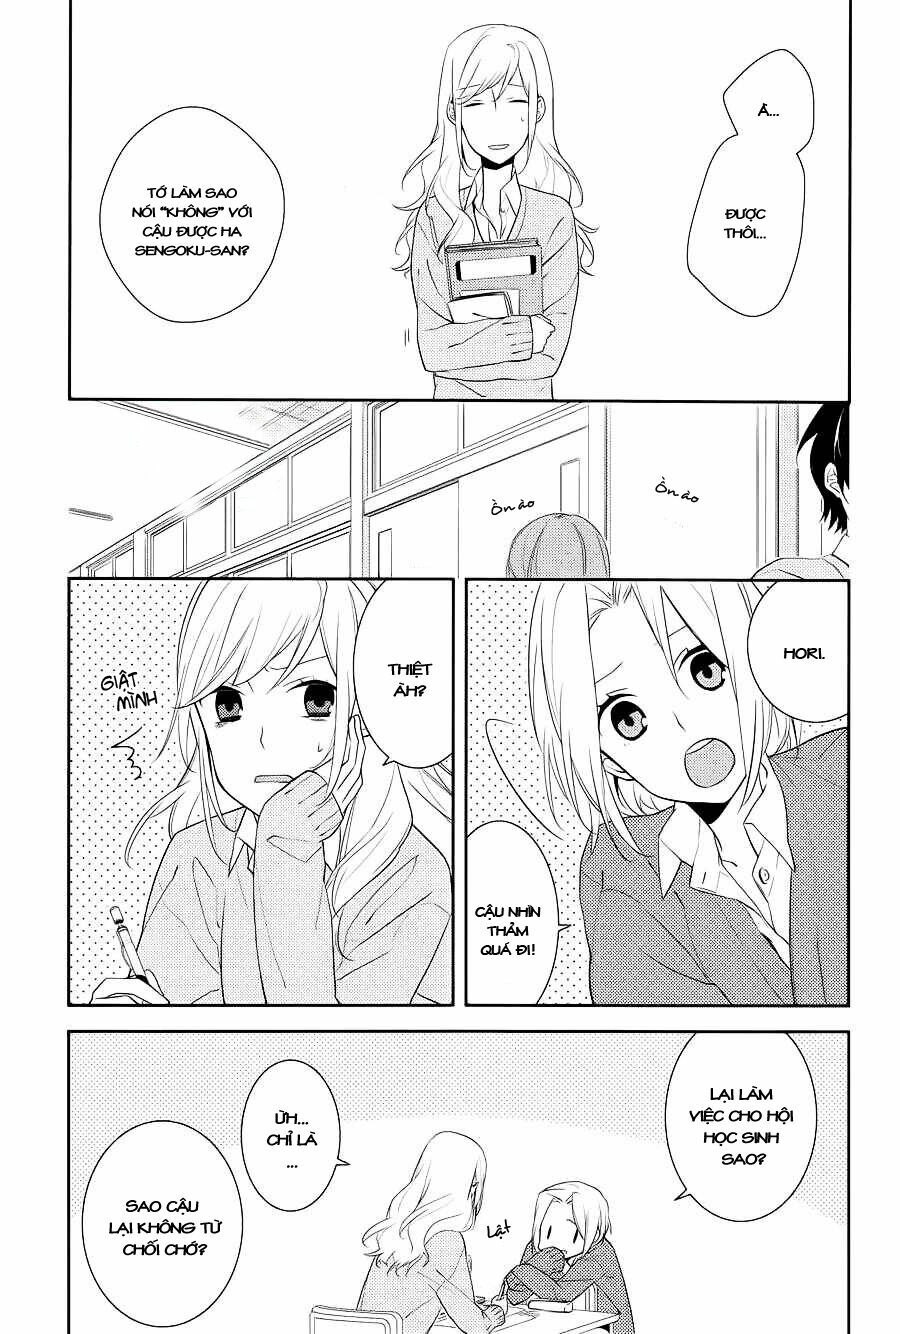 À...
ĐƯỢC
THÔI...
TỚ LÀM SAO
NÓI "KHÔNG" VỚI
CẬU ĐƯỢC HA
SENGOKU-SAN?
Ồn ào
Ồn ào
HORI.
CẬU NHÌN
THẢM
QUÁ ĐI!
THIỆT
ÀH?
GIẬT
MÌNH
LẠI LÀM
VIỆC CHO HỘI
HỌC SINH
SAO?
ỪH...
CHỈ LÀ
...
Lật
SAO CẬU
LẠI KHÔNG TỪ
CHỐI CHỚ?